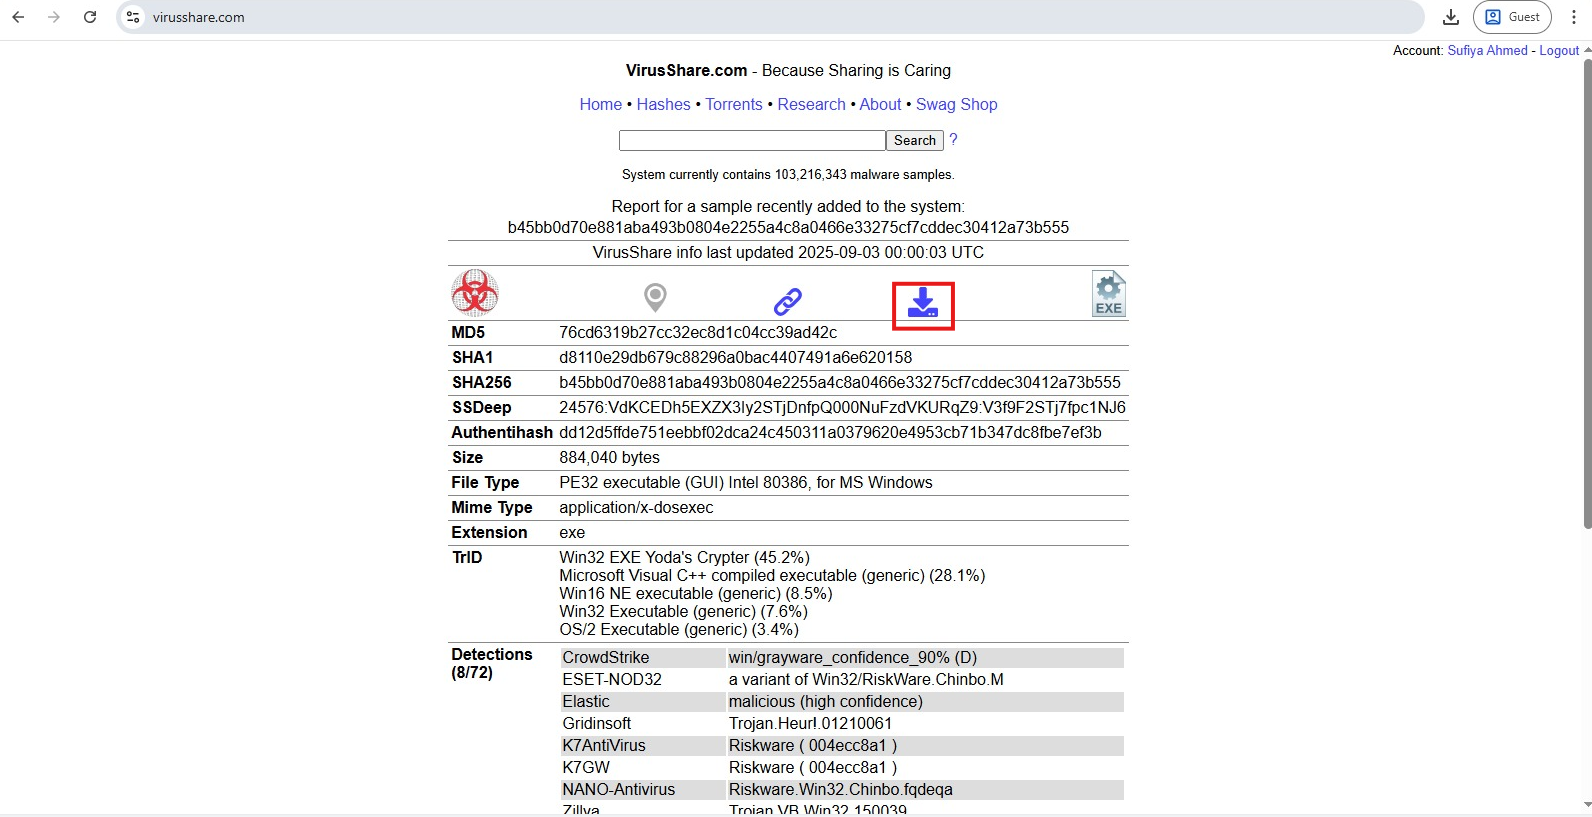 virusshare.com
Guest
Account: Sufiya Ahmed - Logout
VirusShare.com - Because Sharing is Caring
Home • Hashes • Torrents • Research • About • Swag Shop
Search ?
System currently contains 103,216,343 malware samples.
Report for a sample recently added to the system:
b45bb0d70e881aba493b0804e2255a4c8a0466e33275cf7cddec30412a73b555
VirusShare info last updated 2025-09-03 00:00:03 UTC
EXE
MD5 76cd6319b27cc32ec8d1c04cc39ad42c
SHA1 d8110e29db679c88296a0bac4407491a6e620158
SHA256 b45bb0d70e881aba493b0804e2255a4c8a0466e33275cf7cddec30412a73b555
SSDeep 24576:VdKCEDh5EXZX3Iy2STjDnfpQ000NuFzdVKURqZ9:V3f9F2STj7fpc1NJ6
Authentihash dd12d5ffde751eebbf02dca24c450311a0379620e4953cb71b347dc8fbe7ef3b
Size 884,040 bytes
File Type PE32 executable (GUI) Intel 80386, for MS Windows
Mime Type application/x-dosexec
Extension exe
TrID Win32 EXE Yoda's Crypter (45.2%)
Microsoft Visual C++ compiled executable (generic) (28.1%)
Win16 NE executable (generic) (8.5%)
Win32 Executable (generic) (7.6%)
OS/2 Executable (generic) (3.4%)
Detections
(8/72)
CrowdStrike win/grayware_confidence_90% (D)
ESET-NOD32 a variant of Win32/RiskWare.Chinbo.M
Elastic malicious (high confidence)
Gridinsoft Trojan.Heur!.01210061
K7AntiVirus Riskware ( 004ecc8a1 )
K7GW Riskware ( 004ecc8a1 )
NANO-Antivirus Riskware.Win32.Chinbo.fqdeqa
Zillya Trojan.VB.Win32.150039